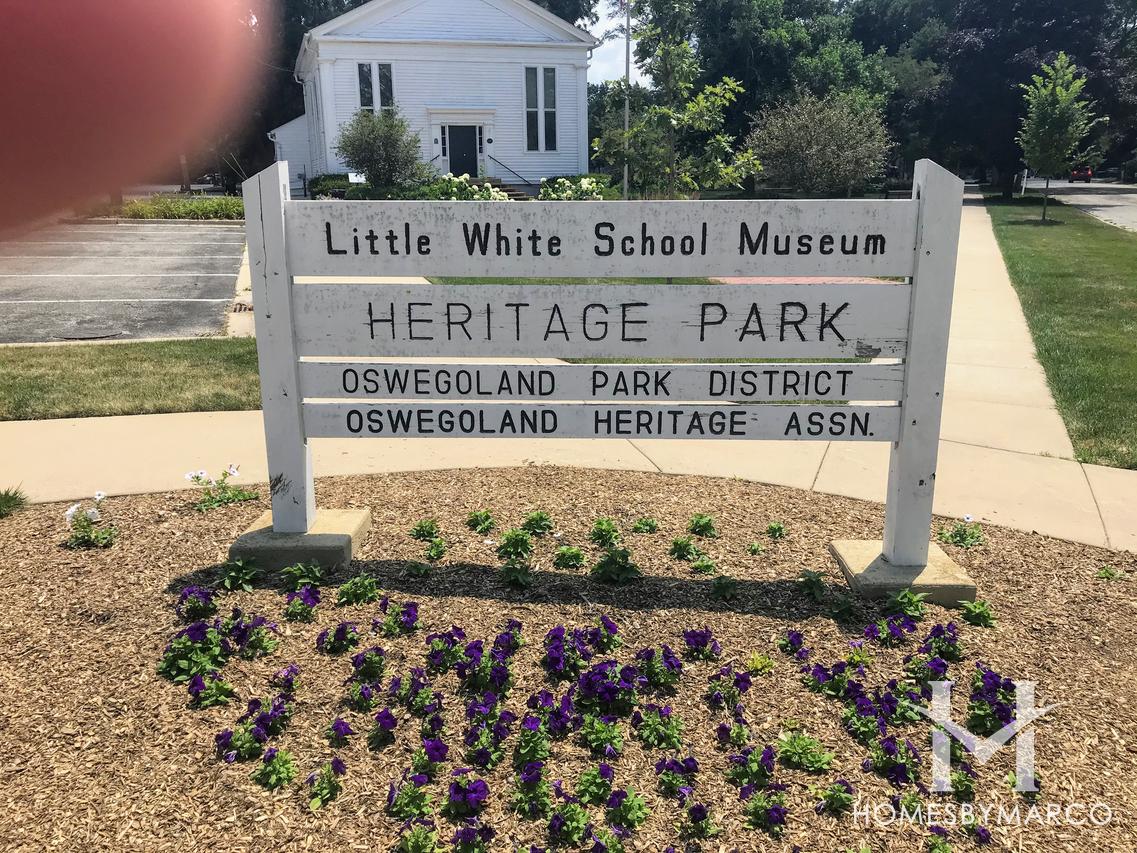 Little White School Museum
HERITAGE PARK
OSWEGOLAND PARK DISTRICT
OSWEGOLAND HERITAGE ASSN.
HOMESBYMARCO